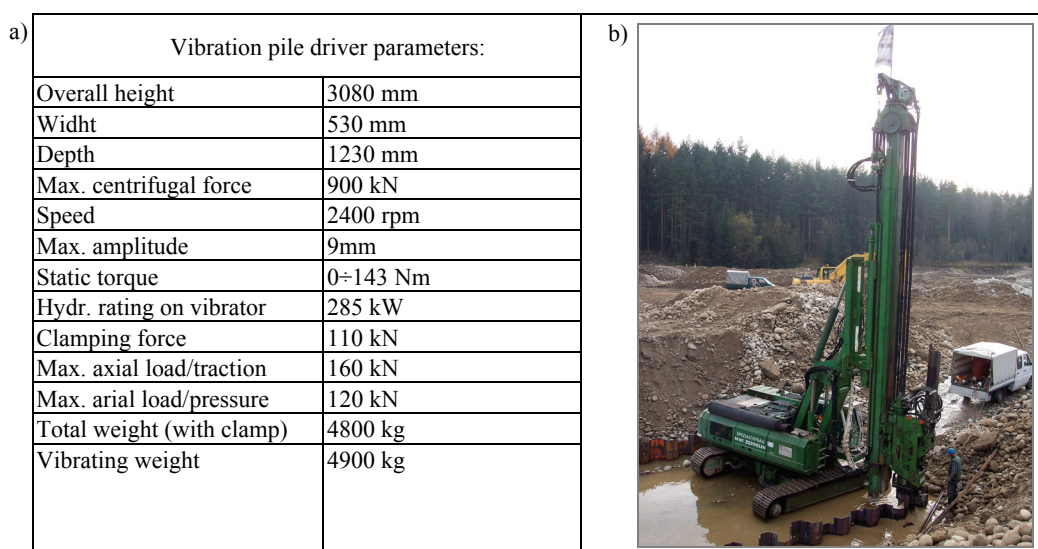 a)
Vibration pile driver parameters:
Overall height 3080 mm
Widht 530 mm
Depth 1230 mm
Max. centrifugal force 900 kN
Speed 2400 rpm
Max. amplitude 9mm
Static torque 0÷143 Nm
Hydr. rating on vibrator 285 kW
Clamping force 110 kN
Max. axial load/traction 160 kN
Max. arial load/pressure 120 kN
Total weight (with clamp) 4800 kg
Vibrating weight 4900 kg
b)